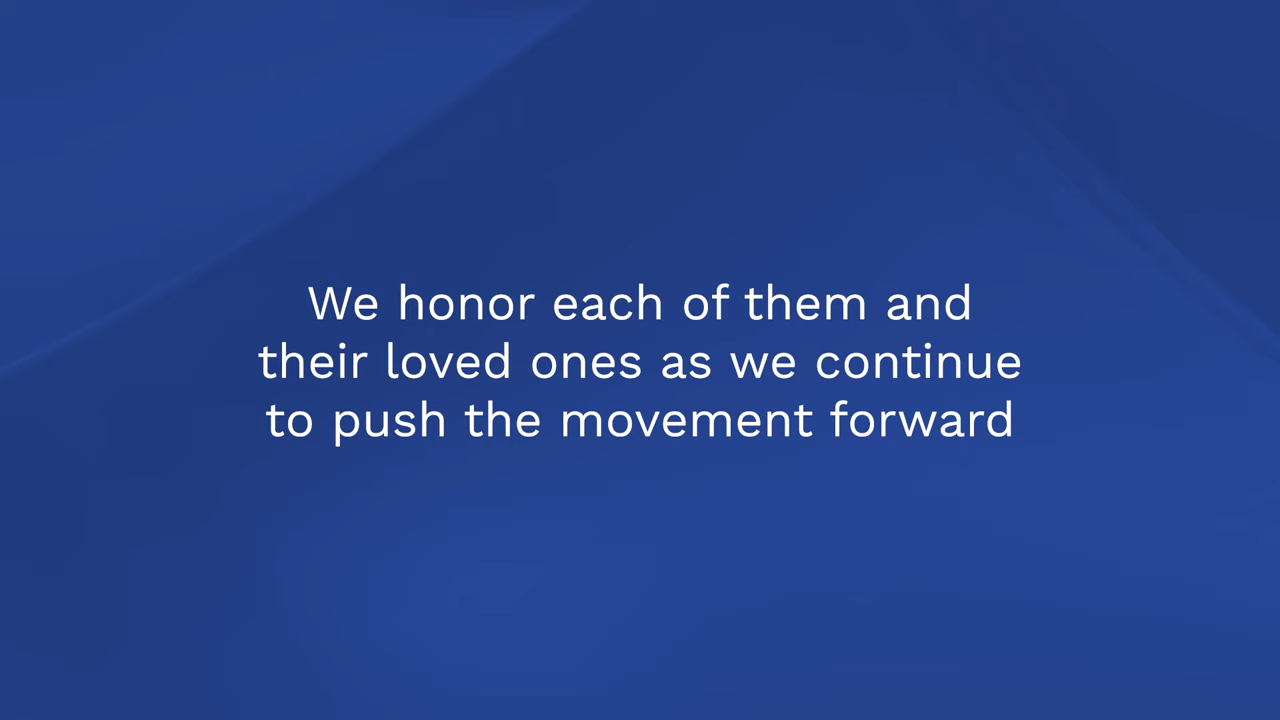 We honor each of them and
their loved ones as we continue
to push the movement forward